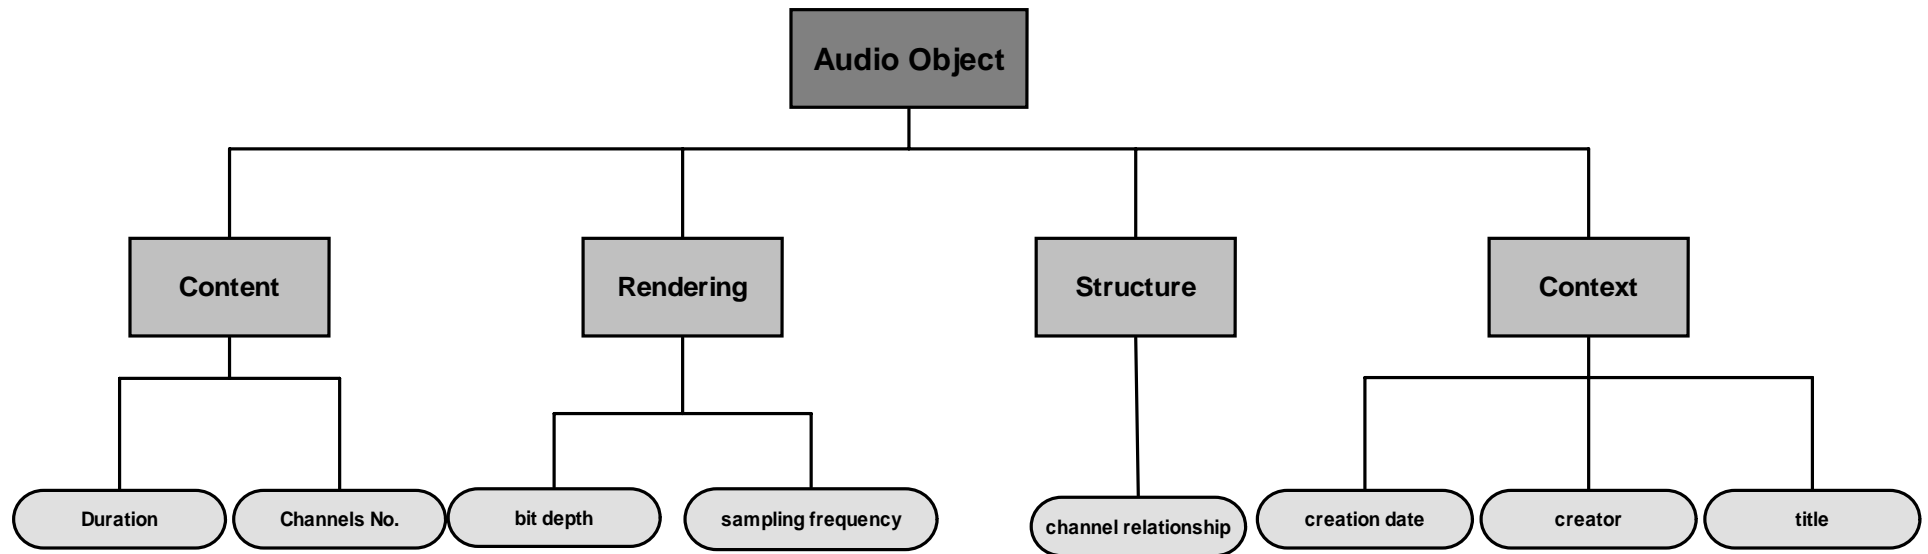 Audio Object
Content
Rendering
Structure
Context
Duration
Channels No.
bit depth
sampling frequency
channel relationship
creation date
creator
title